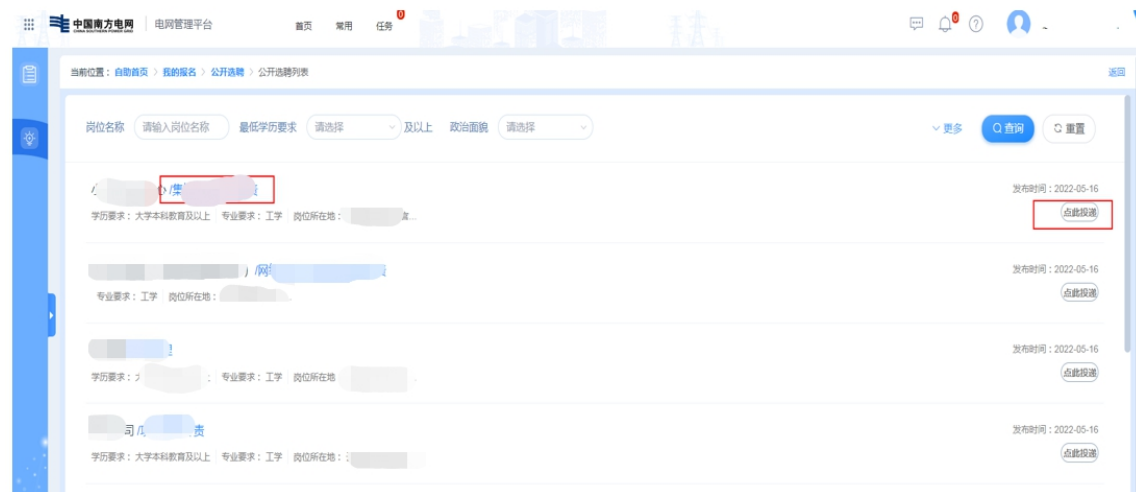 中国南方电网 CHINA SOUTHERN POWER GRID 电网管理平台 首页 常用 任务 0 0
当前位置：自助首页 〉 我的报名 〉 公开选聘 〉 公开选聘列表 返回
岗位名称 请输入岗位名称 最低学历要求 请选择 及以上 政治面貌 请选择 更多 查询 重置
/集 发布时间：2022-05-16
学历要求：大学本科教育及以上 专业要求：工学 岗位所在地： ... 点此投递
) /网 发布时间：2022-05-16
专业要求：工学 岗位所在地： 点此投递
发布时间：2022-05-16
学历要求： 专业要求：工学 岗位所在地 点此投递
司/ 责 发布时间：2022-05-16
学历要求：大学本科教育及以上 专业要求：工学 岗位所在地： 点此投递